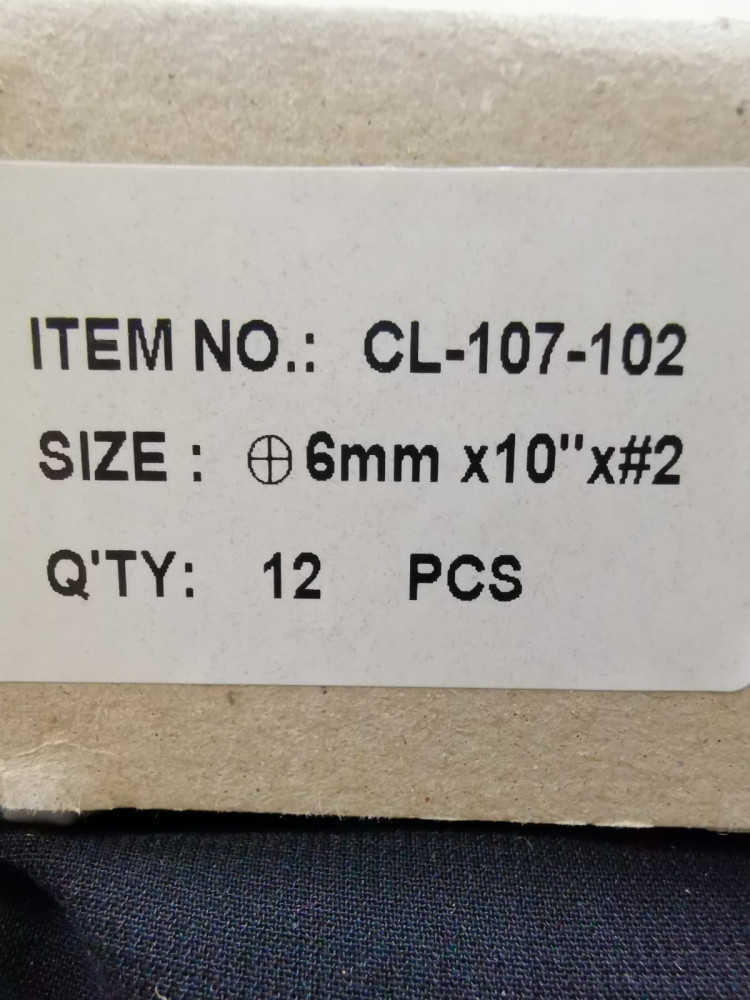 ITEM NO.: CL-107-102
SIZE : ⊕6mm x10"x#2
Q'TY: 12 PCS